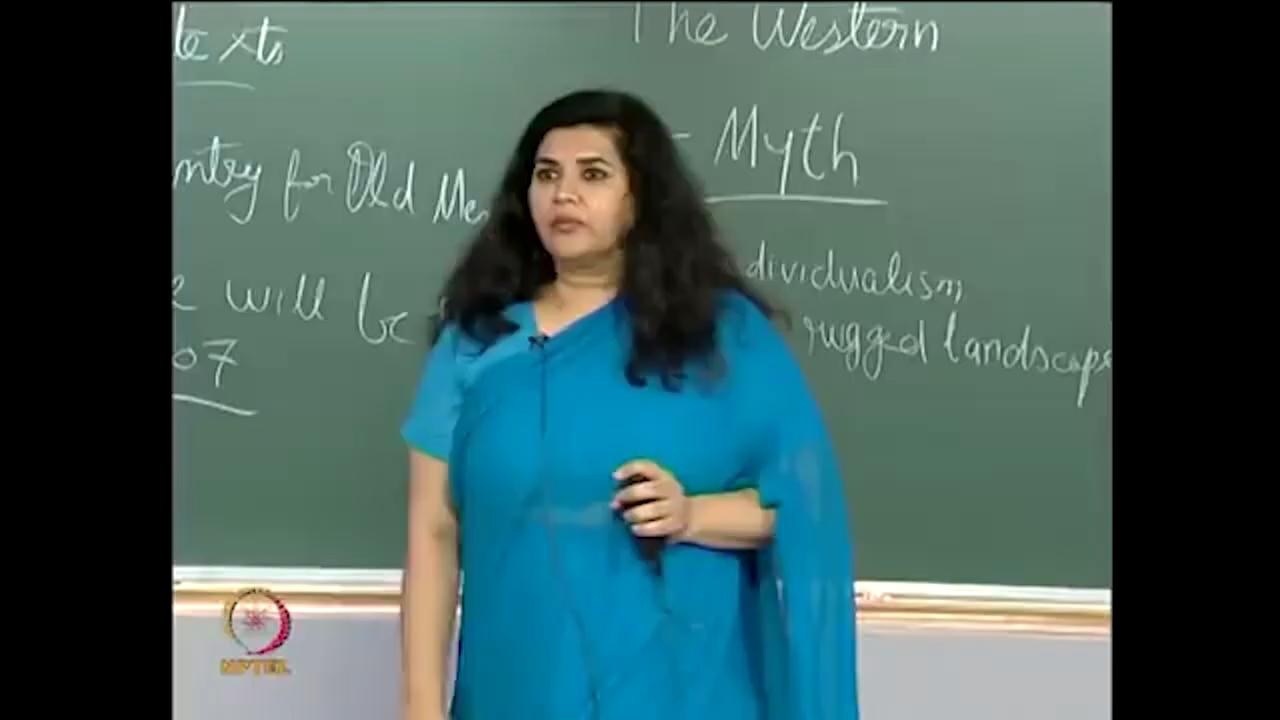 texts
ntry for Old Me
will be
07
The Western
- Myth
dividualism,
rugged landscape
NPTEL